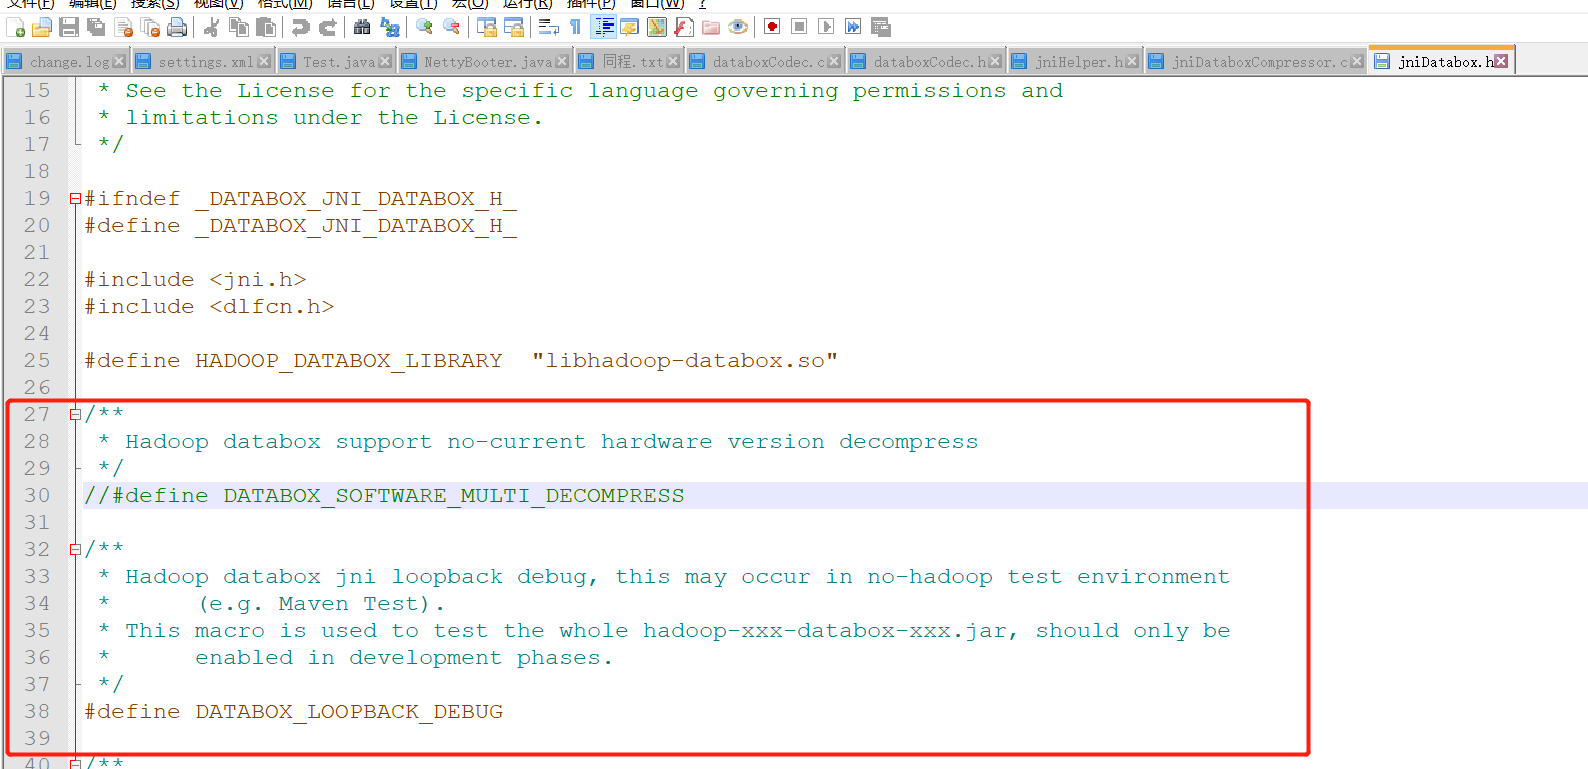 文件(F) 编辑(E) 搜索(S) 视图(V) 格式(M) 语言(L) 设置(T) 宏(O) 运行(R) 插件(P) 窗口(W) ?
change.log settings.xml Test.java NettyBooter.java 同程.txt databoxCodec.c databoxCodec.h jniHelper.h jniDataboxCompressor.c jniDatabox.h
15 * See the License for the specific language governing permissions and
16 * limitations under the License.
17 */
18
19 #ifndef _DATABOX_JNI_DATABOX_H_
20 #define _DATABOX_JNI_DATABOX_H_
21
22 #include <jni.h>
23 #include <dlfcn.h>
24
25 #define HADOOP_DATABOX_LIBRARY "libhadoop-databox.so"
26
27 /**
28 * Hadoop databox support no-current hardware version decompress
29 */
30 //#define DATABOX_SOFTWARE_MULTI_DECOMPRESS
31
32 /**
33 * Hadoop databox jni loopback debug, this may occur in no-hadoop test environment
34 * (e.g. Maven Test).
35 * This macro is used to test the whole hadoop-xxx-databox-xxx.jar, should only be
36 * enabled in development phases.
37 */
38 #define DATABOX_LOOPBACK_DEBUG
39
40 /**